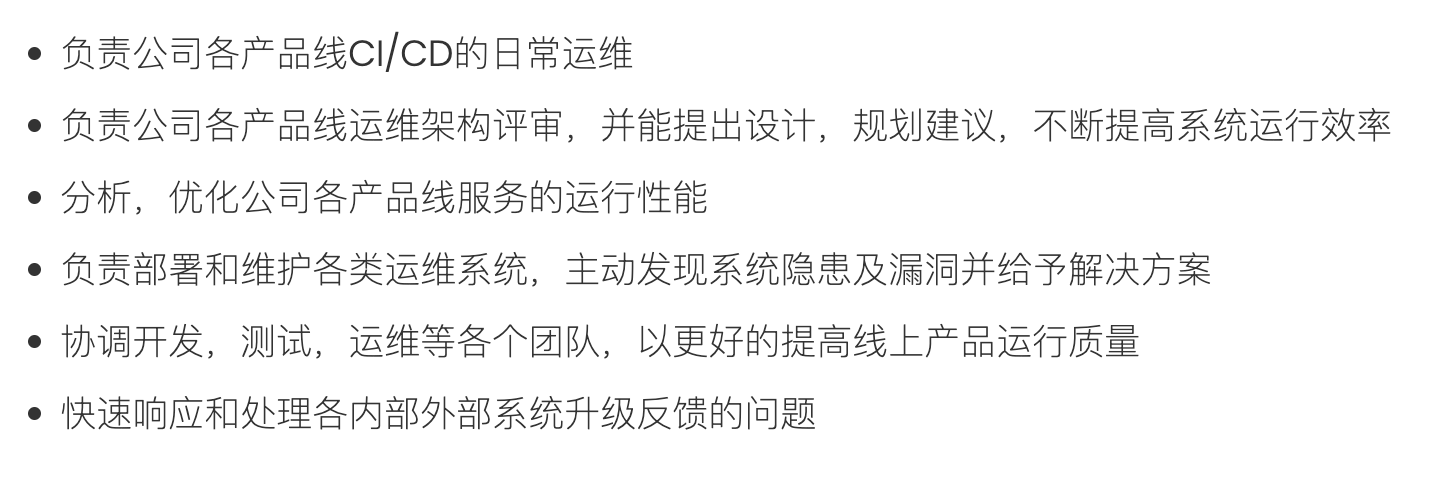 • 负责公司各产品线CI/CD的日常运维
• 负责公司各产品线运维架构评审，并能提出设计，规划建议，不断提高系统运行效率
• 分析，优化公司各产品线服务的运行性能
• 负责部署和维护各类运维系统，主动发现系统隐患及漏洞并给予解决方案
• 协调开发，测试，运维等各个团队，以更好的提高线上产品运行质量
• 快速响应和处理各内部外部系统升级反馈的问题